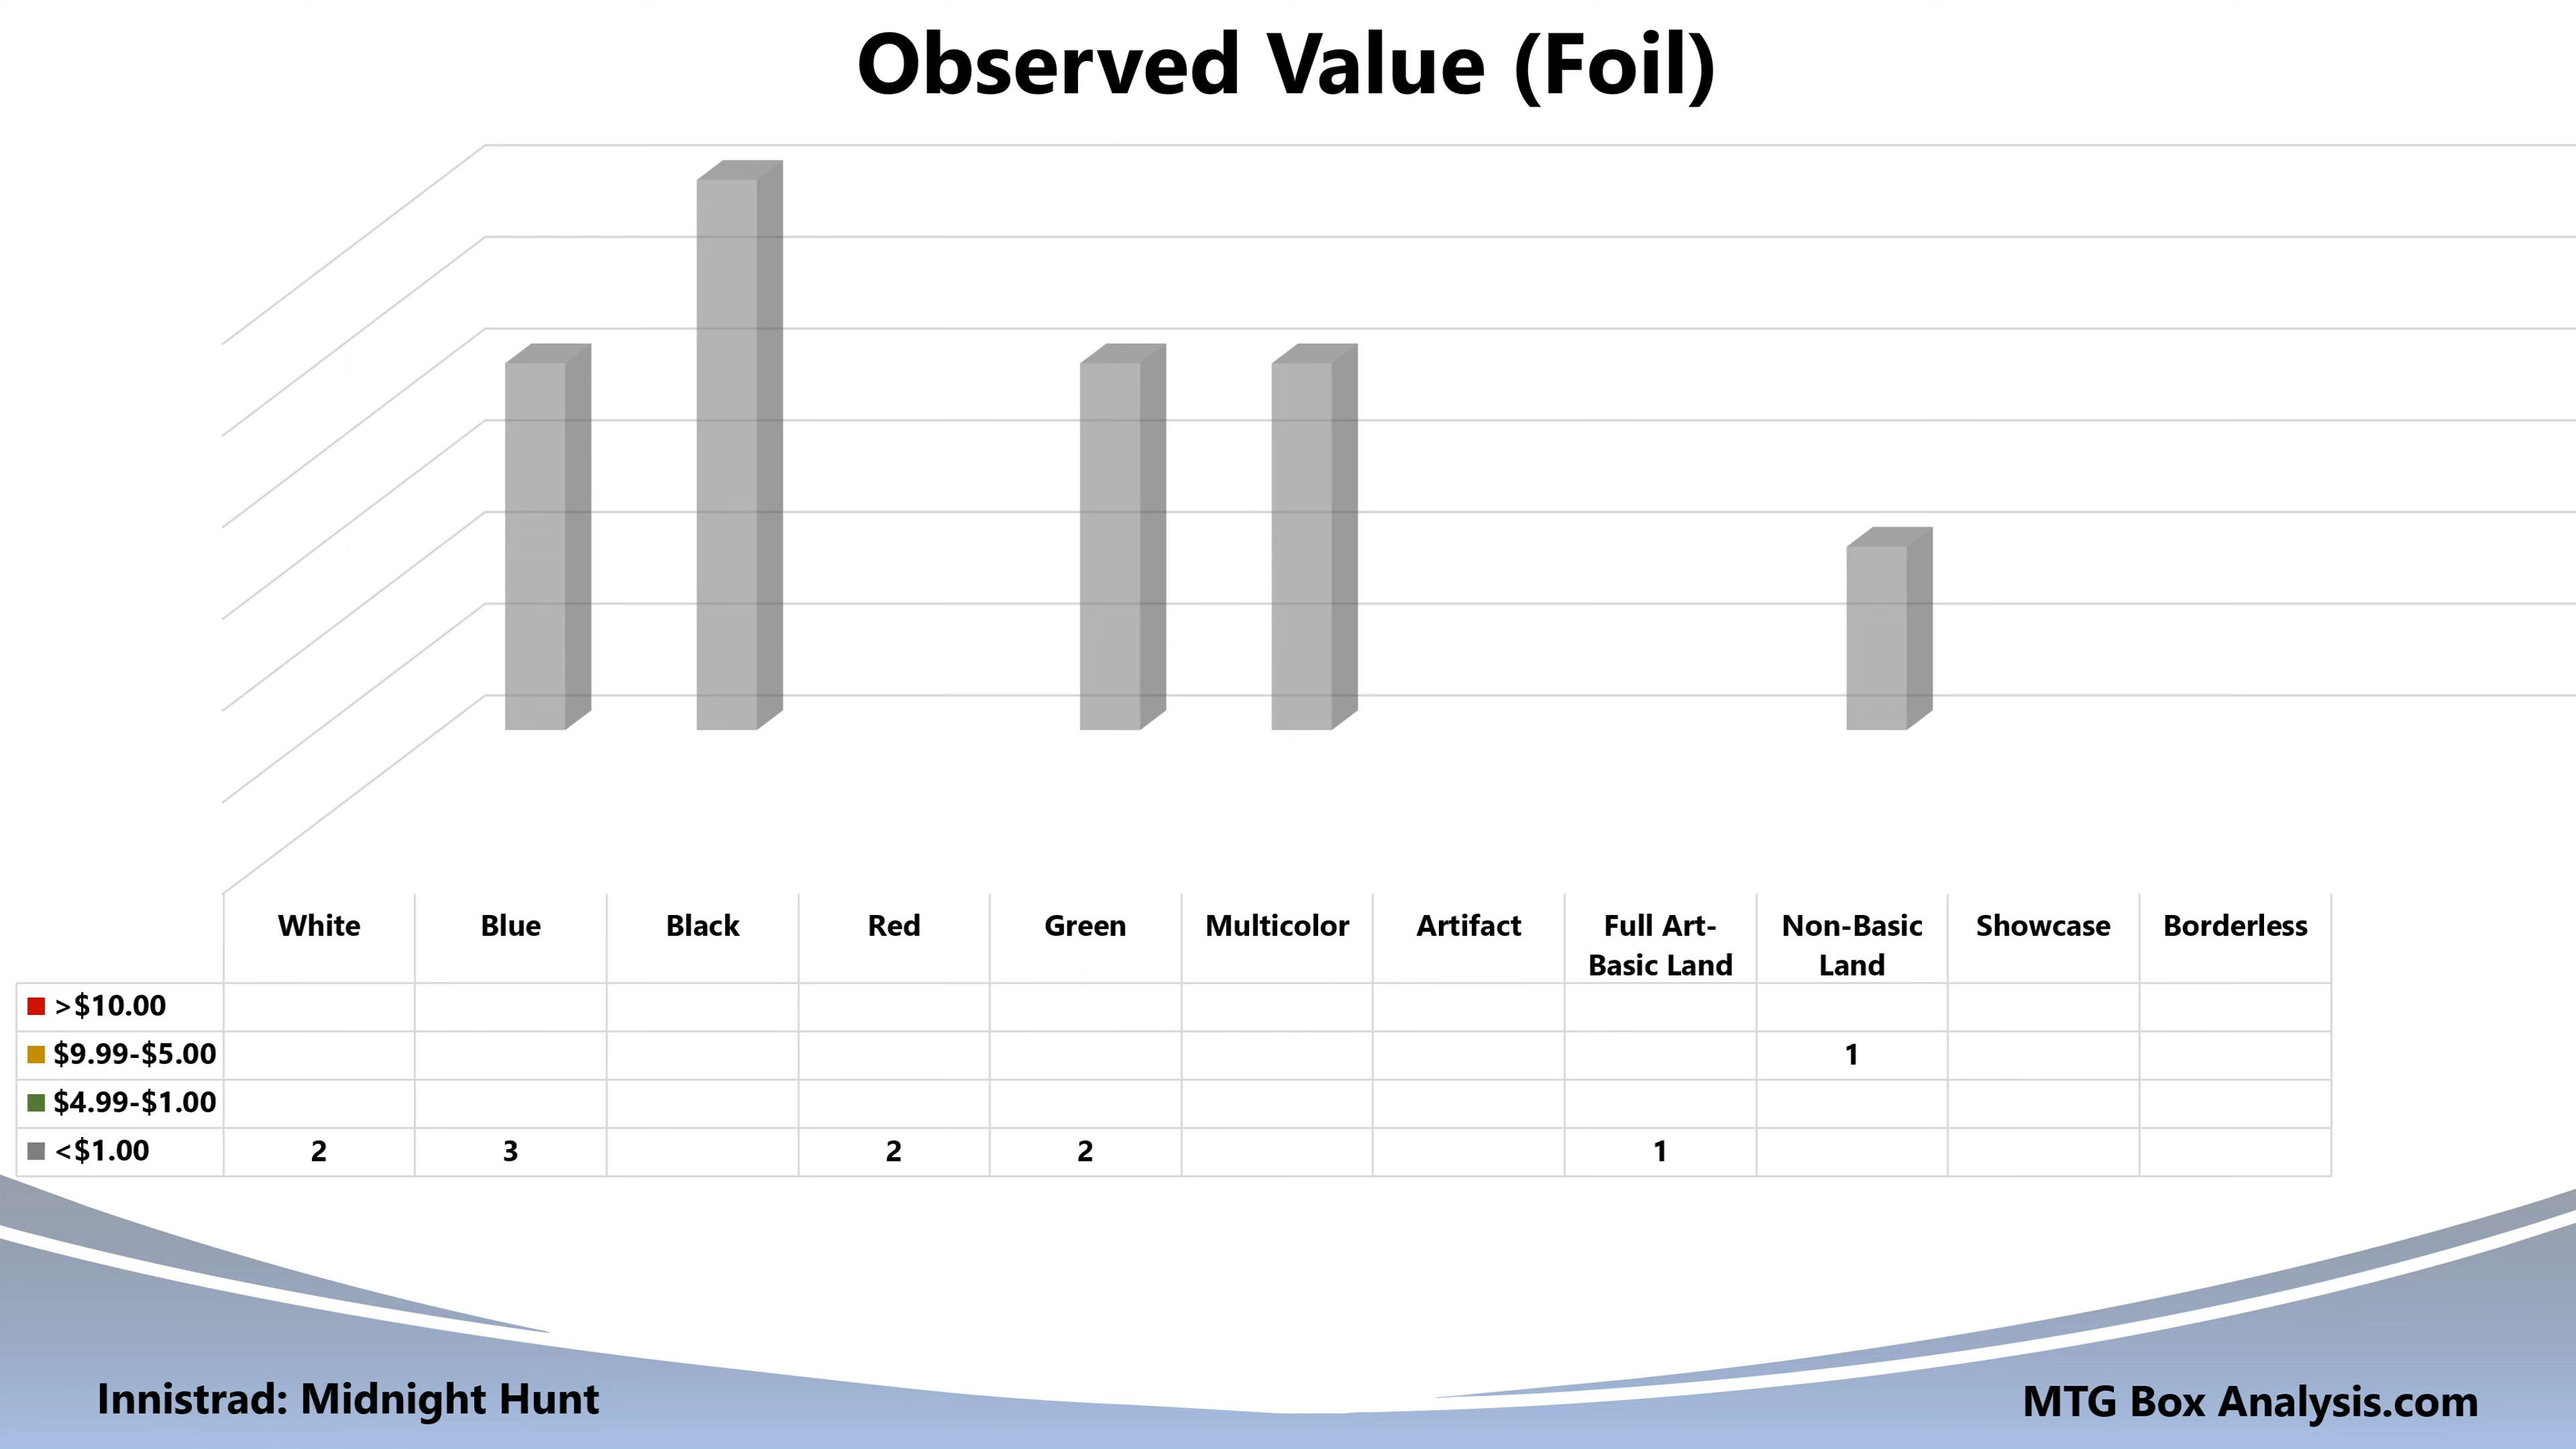 Observed Value (Foil)
White Blue Black Red Green Multicolor Artifact Full Art- Non-Basic Showcase Borderless
Basic Land Land
>$10.00
$9.99-$5.00 1
$4.99-$1.00
<$1.00 2 3 2 2 1
Innistrad: Midnight Hunt
MTG Box Analysis.com